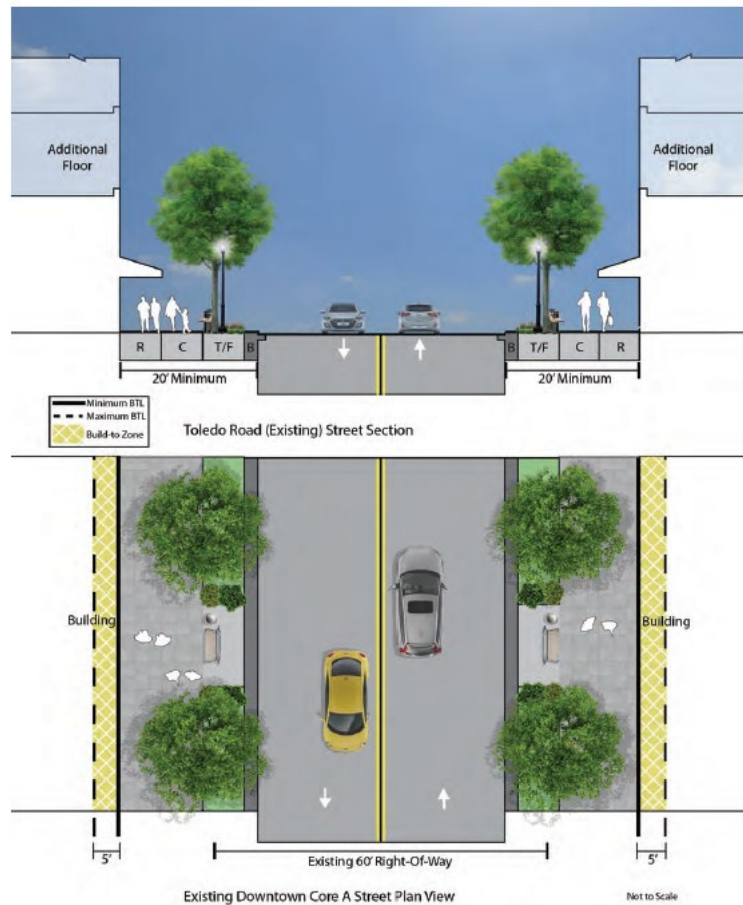 Additional
Floor
Additional
Floor
R C T/F B
B T/F C R
20' Minimum
20' Minimum
Minimum BTL
Maximum BTL
Build-to Zone
Toledo Road (Existing) Street Section
Building
Building
5'
Existing 60' Right-Of-Way
5'
Existing Downtown Core A Street Plan View
Not to Scale